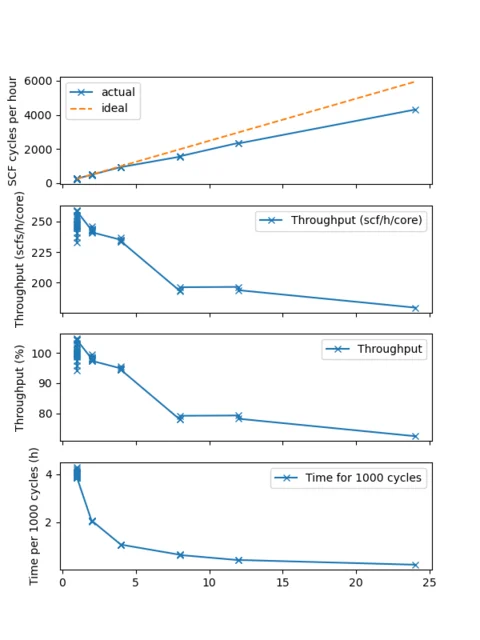 SCF cycles per hour
6000
4000
2000
0
actual
ideal
Throughput (scfs/h/core)
250
225
200
Throughput (scf/h/core)
Throughput (%)
100
90
80
Throughput
Time per 1000 cycles (h)
4
2
Time for 1000 cycles
0 5 10 15 20 25